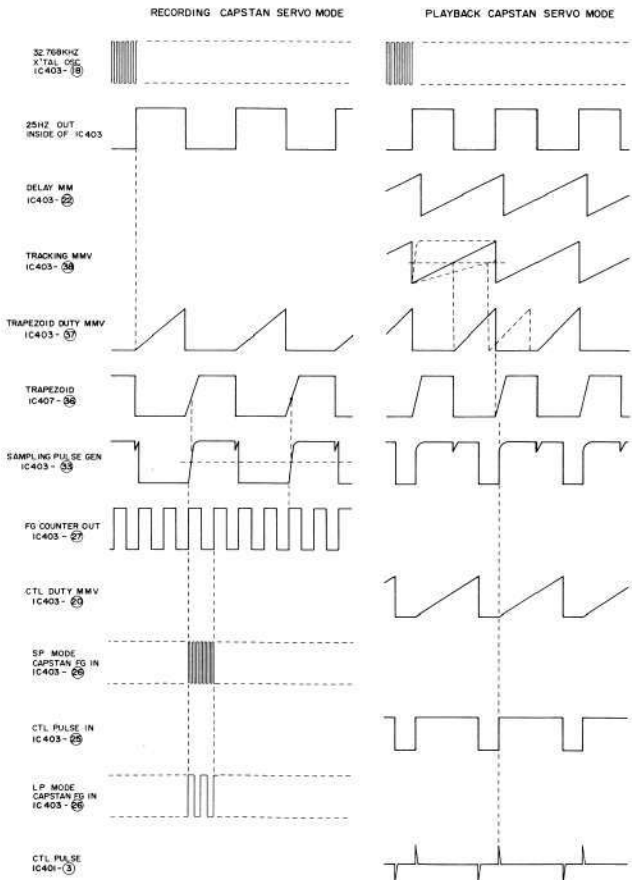 RECORDING CAPSTAN SERVO MODE
PLAYBACK CAPSTAN SERVO MODE
32.768KHZ
X'TAL OSC
IC403-⑱
25HZ OUT
INSIDE OF IC403
DELAY MM
IC403-㉒
TRACKING MMV
IC403-㊳
TRAPEZOID DUTY MMV
IC403-㊲
TRAPEZOID
IC407-㊱
SAMPLING PULSE GEN
IC403-㉝
FG COUNTER OUT
IC403-㉗
CTL DUTY MMV
IC403-⑳
SP MODE
CAPSTAN FG IN
IC403-㉖
CTL PULSE IN
IC403-㉕
LP MODE
CAPSTAN FG IN
IC403-㉖
CTL PULSE
IC401-③